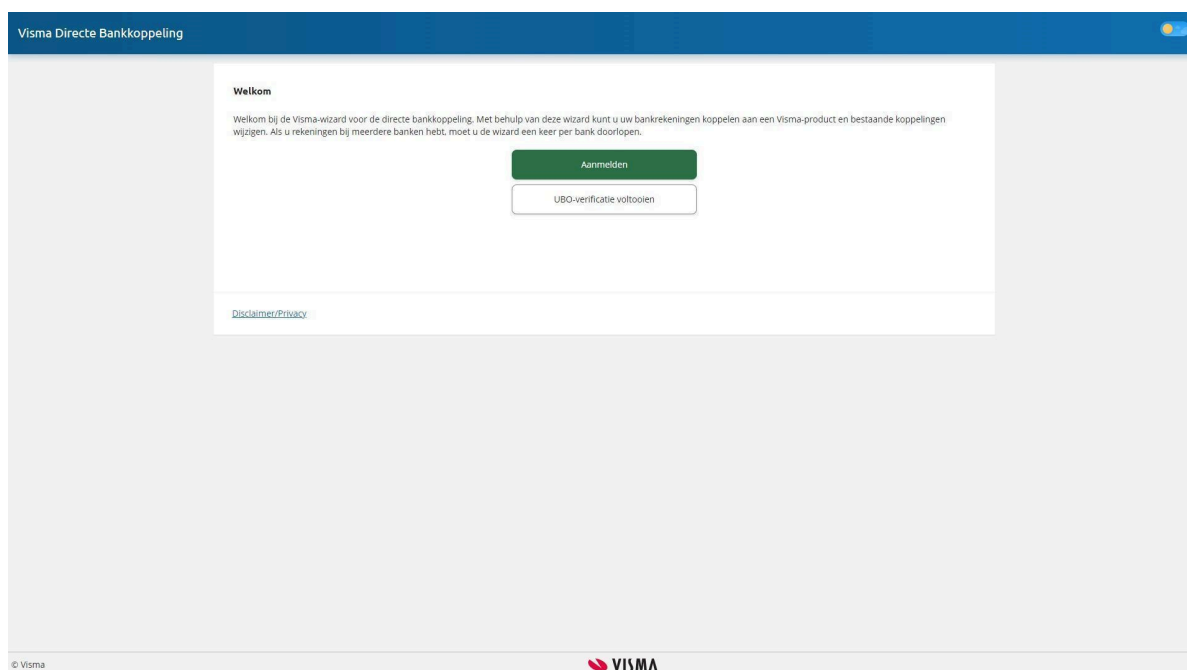 Visma Directe Bankkoppeling
Welkom
Welkom bij de Visma-wizard voor de directe bankkoppeling. Met behulp van deze wizard kunt u uw bankrekeningen koppelen aan een Visma-product en bestaande koppelingen
wijzigen. Als u rekeningen bij meerdere banken hebt, moet u de wizard een keer per bank doorlopen.
Aanmelden
UBO-verificatie voltooien
Disclaimer/Privacy
© Visma
VISMA